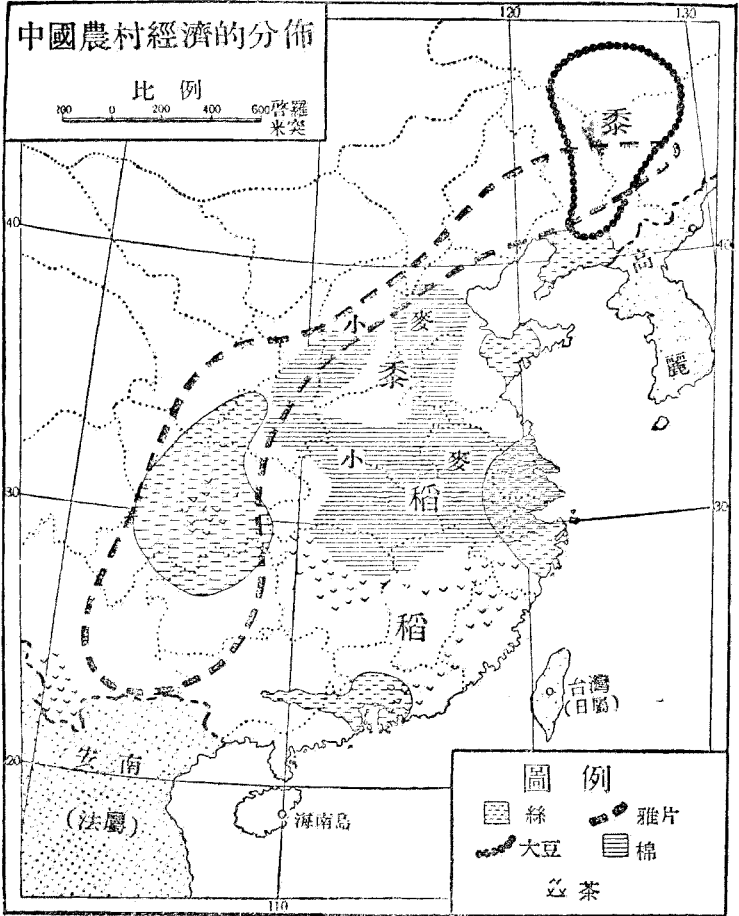 中國農村經濟的分佈
比例
200 0 200 400 600 啓羅米突
120 130
黍
40 40
高麗
小麥
黍
小麥
30 稻 30
稻
台灣
(日屬)
20 安南
(法屬)
海南島
110
圖例
絲 雅片
大豆 棉
茶